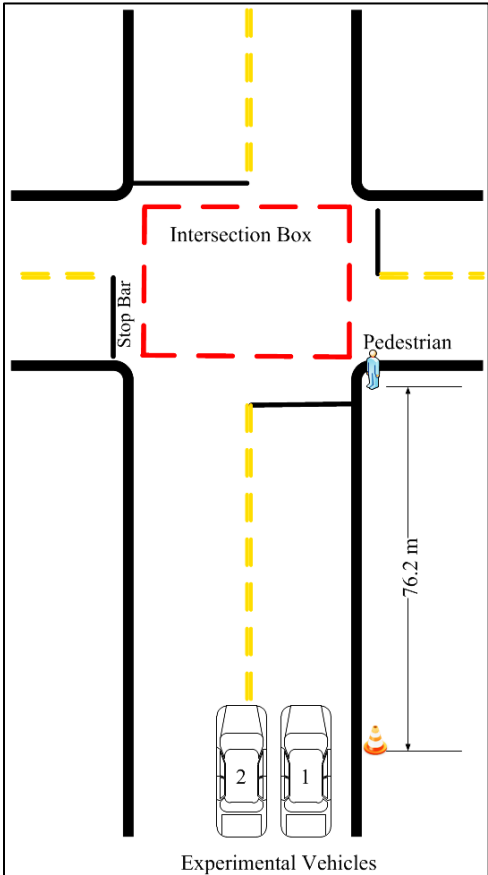 Intersection Box
Stop Bar
Pedestrian
76.2 m
2
1
Experimental Vehicles